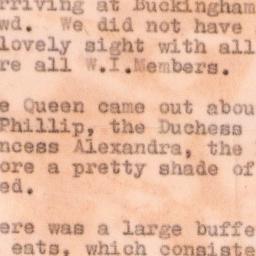 rriving at Buckingham
wd. We did not have
lovely sight with all
re all W.I.Members.
e Queen came out abou
Phillip, the Duchess
ncess Alexandra, the
ore a pretty shade of
ed.
ere was a large buffe
eats, which consiste